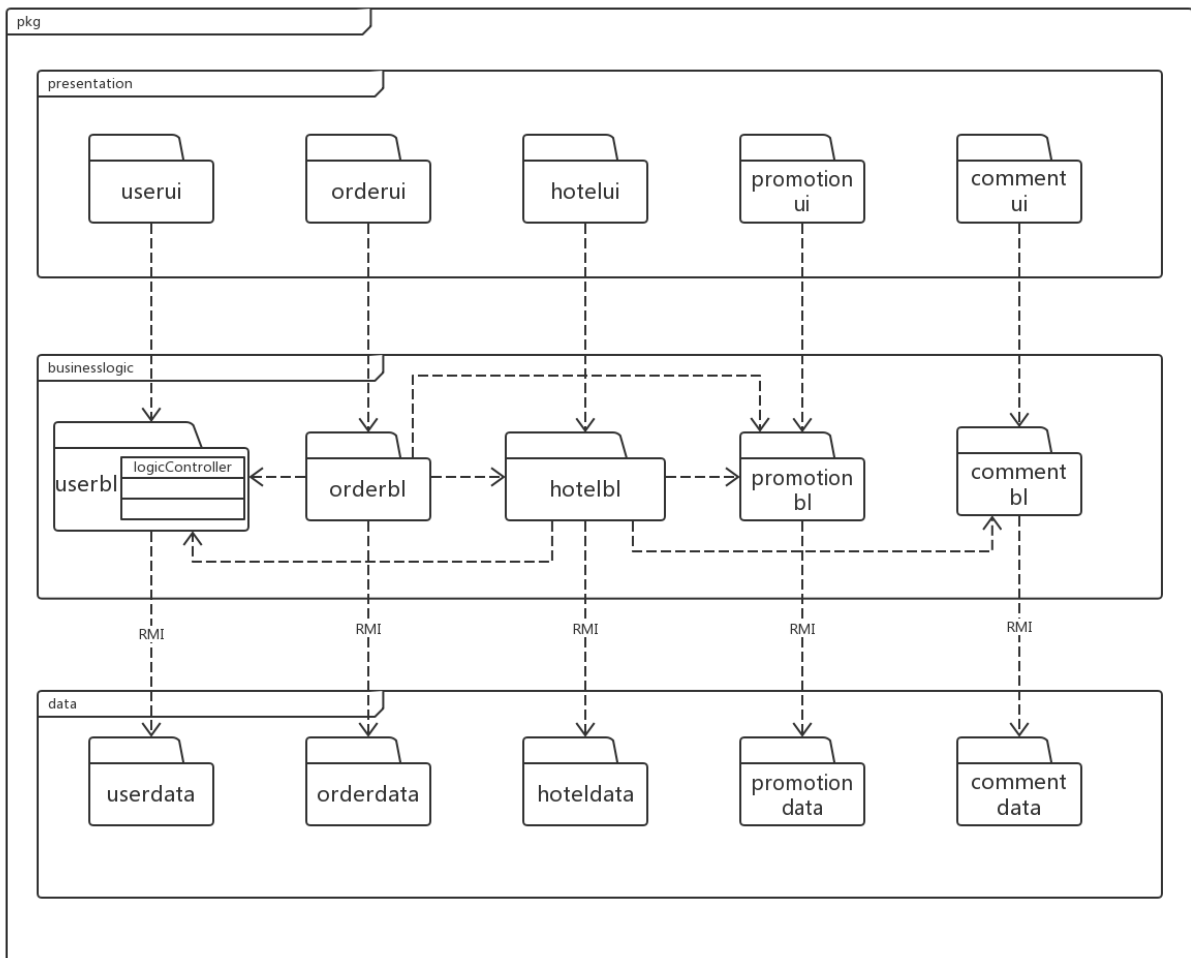 pkg
presentation
userui
orderui
hotelui
promotion
ui
comment
ui
businesslogic
userbl
logicController
orderbl
hotelbl
promotion
bl
comment
bl
RMI
RMI
RMI
RMI
RMI
data
userdata
orderdata
hoteldata
promotion
data
comment
data